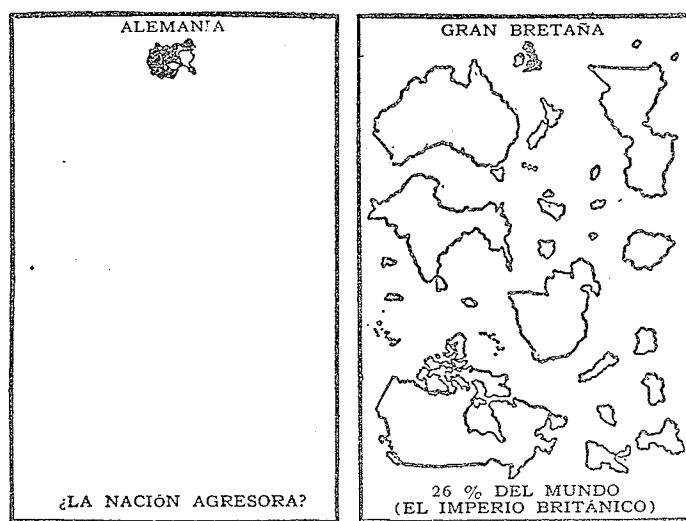 ALEMANIA
¿LA NACIÓN AGRESORA?
GRAN BRETAÑA
26 % DEL MUNDO
(EL IMPERIO BRITÁNICO)